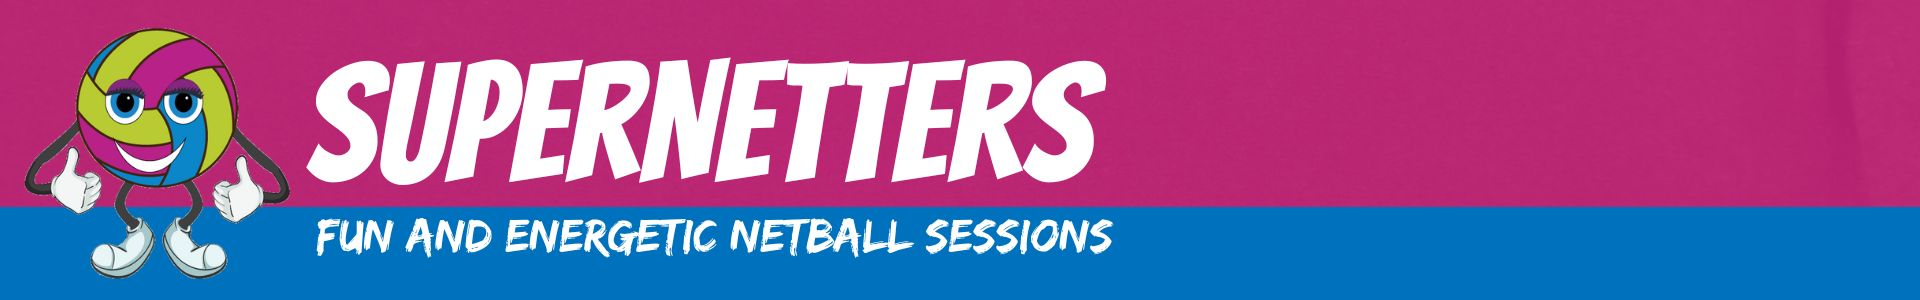 SUPERNETTERS
FUN AND ENERGETIC NETBALL SESSIONS